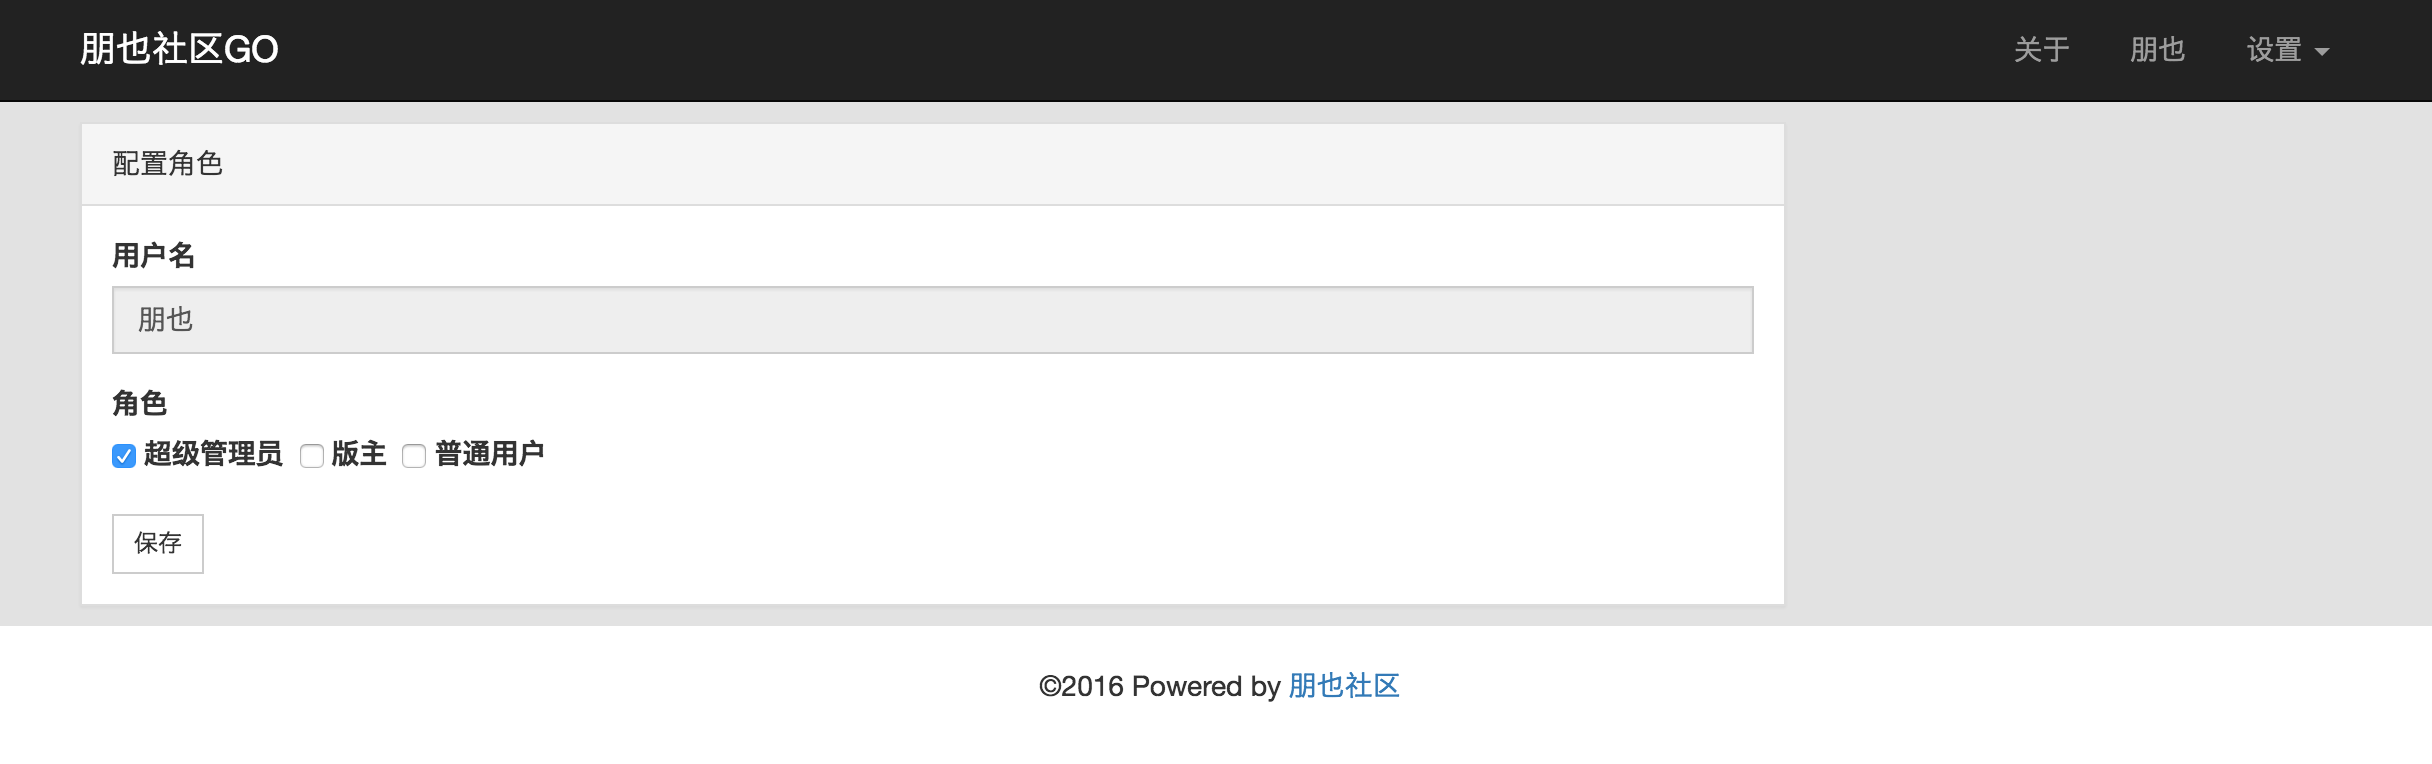 朋也社区GO 关于 朋也 设置
配置角色
用户名
朋也
角色
超级管理员 版主 普通用户
保存
©2016 Powered by 朋也社区